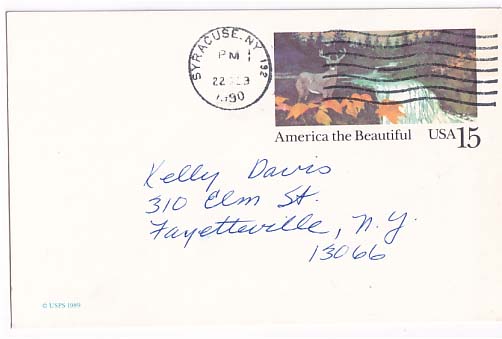 SYRACUSE, NY 132
PM
22
1990
America the Beautiful USA 15
Kelly Davis
310 Elm St.
Fayetteville, N.Y.
13066
© USPS 1989